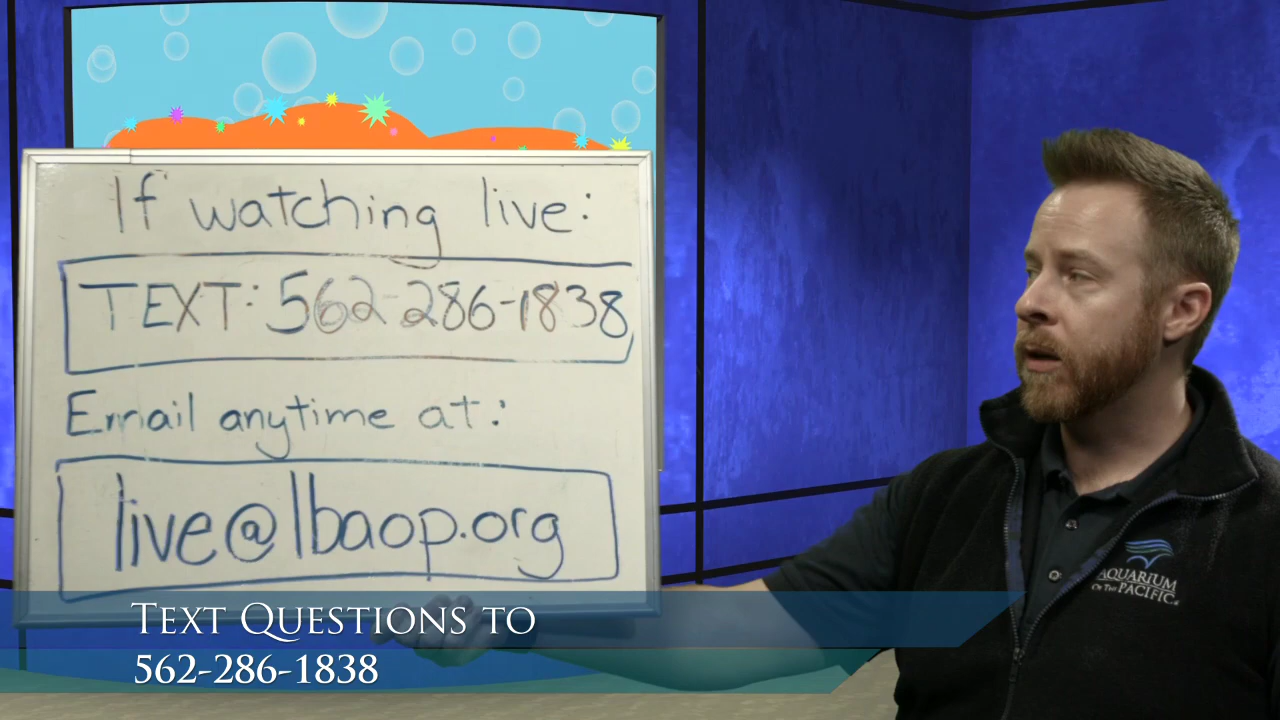 If watching live:
TEXT: 562-286-1838
Email anytime at:
live@lbaop.org
TEXT QUESTIONS TO
562-286-1838
AQUARIUM
OF THE PACIFIC